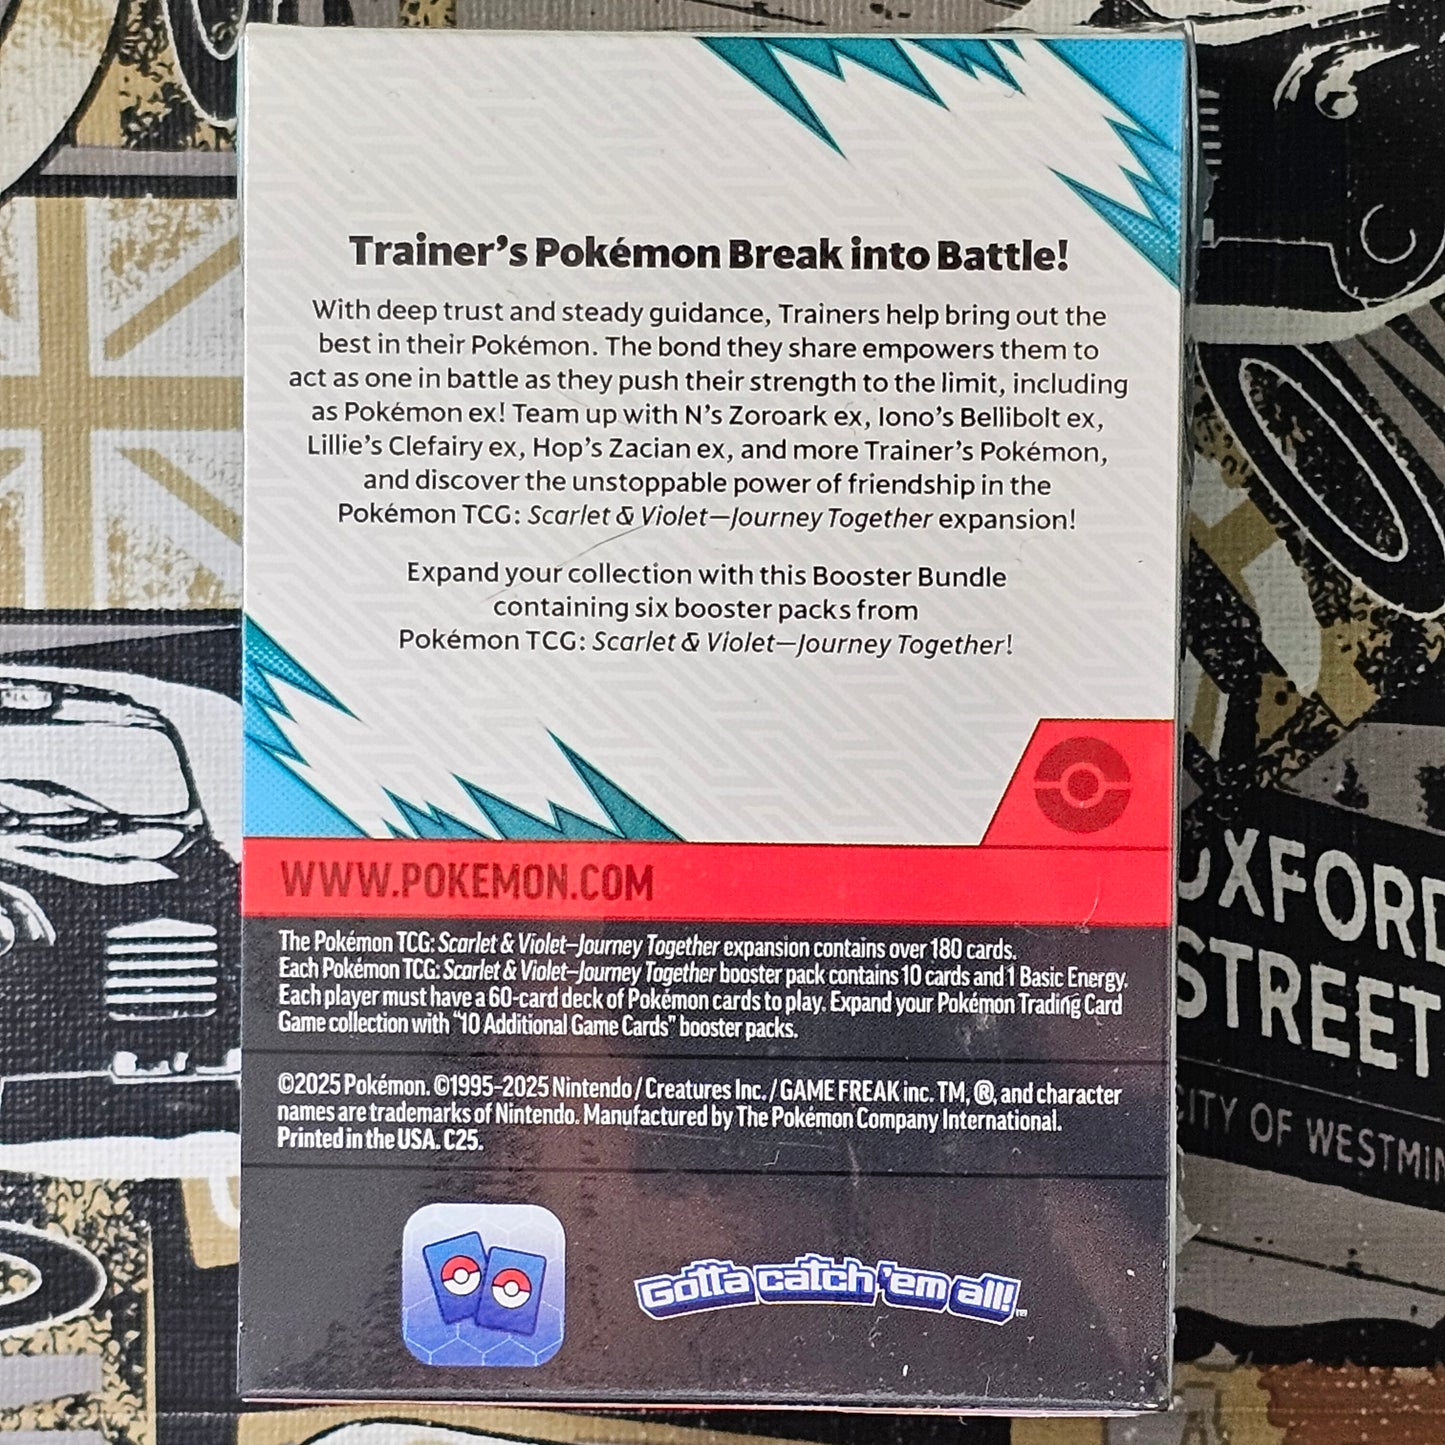 Trainer's Pokémon Break into Battle!
With deep trust and steady guidance, Trainers help bring out the
best in their Pokémon. The bond they share empowers them to
act as one in battle as they push their strength to the limit, including
as Pokémon ex! Team up with N's Zoroark ex, Iono's Bellibolt ex,
Lillie's Clefairy ex, Hop's Zacian ex, and more Trainer's Pokémon,
and discover the unstoppable power of friendship in the
Pokémon TCG: Scarlet & Violet—Journey Together expansion!
Expand your collection with this Booster Bundle
containing six booster packs from
Pokémon TCG: Scarlet & Violet—Journey Together!
WWW.POKEMON.COM
The Pokémon TCG: Scarlet & Violet—Journey Together expansion contains over 180 cards.
Each Pokémon TCG: Scarlet & Violet—Journey Together booster pack contains 10 cards and 1 Basic Energy.
Each player must have a 60-card deck of Pokémon cards to play. Expand your Pokémon Trading Card
Game collection with "10 Additional Game Cards" booster packs.
©2025 Pokémon. ©1995–2025 Nintendo / Creatures Inc. / GAME FREAK inc. TM, ®, and character
names are trademarks of Nintendo. Manufactured by The Pokémon Company International.
Printed in the USA. C25.
Gotta catch 'em all! TM
OXFORD
STREET
CITY OF WESTMIN